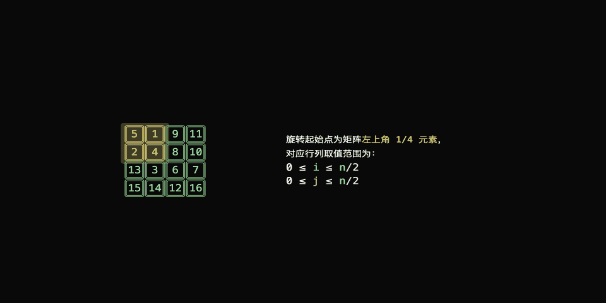 5 1 9 11
2 4 8 10
13 3 6 7
15 14 12 16
旋转起始点为矩阵左上角 1/4 元素,
对应行列取值范围为:
0 ≤ i ≤ n/2
0 ≤ j ≤ n/2